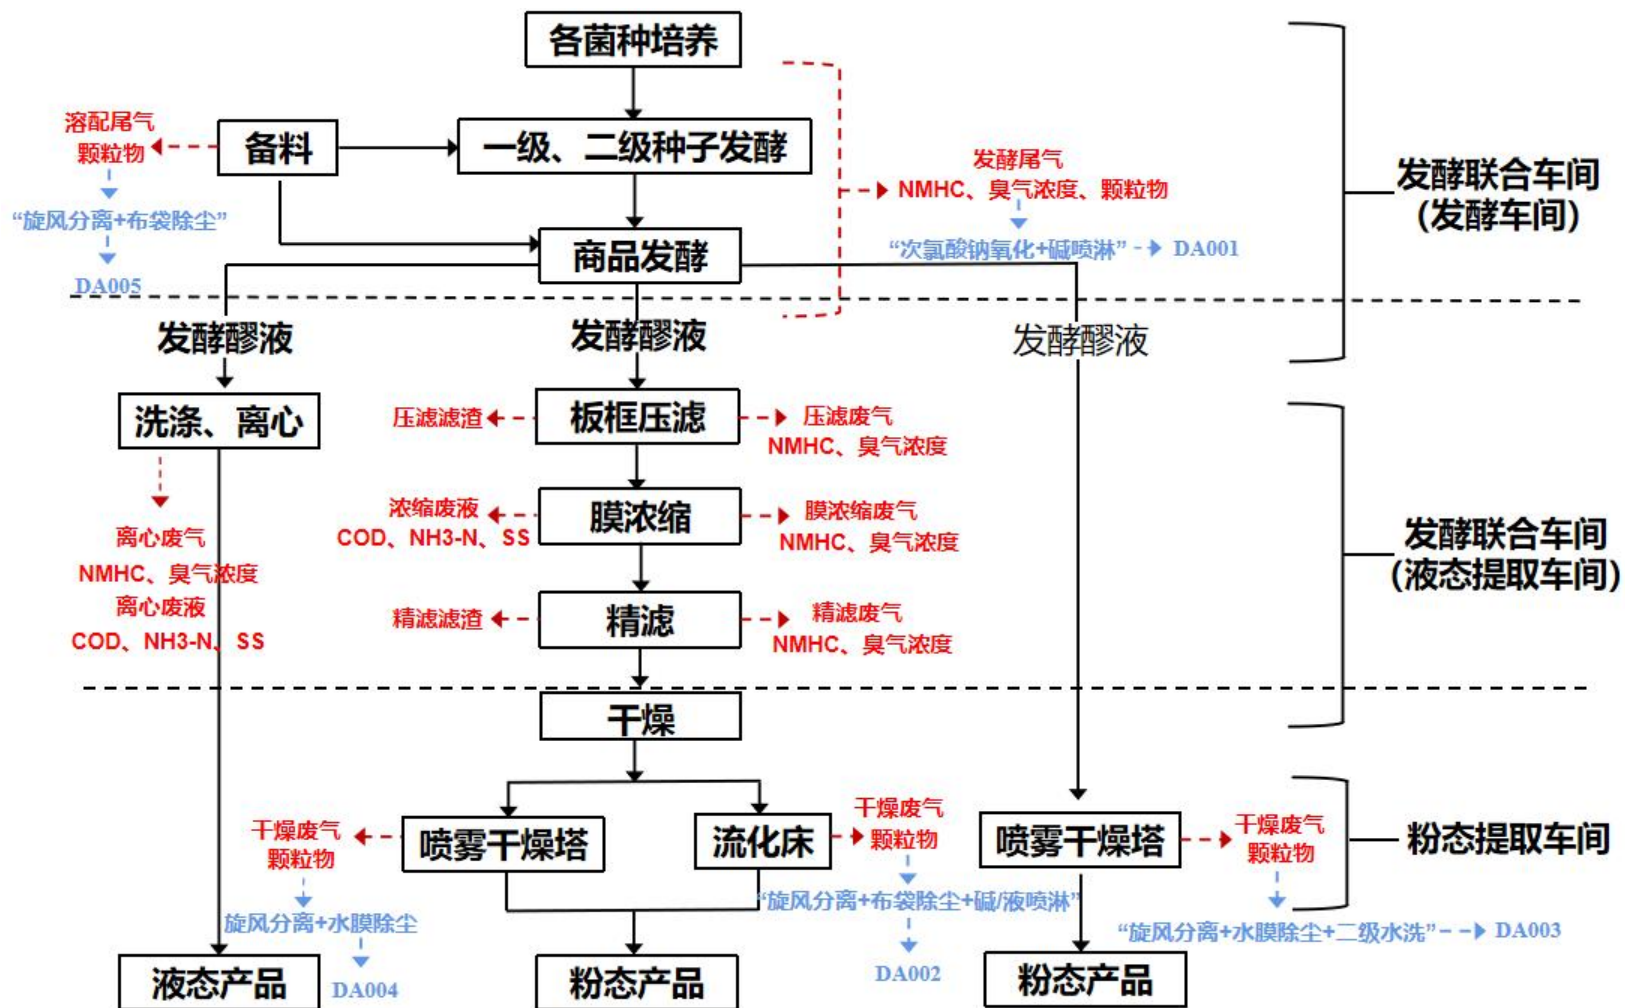 各菌种培养
溶配尾气
颗粒物
备料
一级、二级种子发酵
发酵尾气
NMHC、臭气浓度、颗粒物
发酵联合车间
（发酵车间）
“旋风分离+布袋除尘”
商品发酵
“次氯酸钠氧化+碱喷淋”
DA001
DA005
发酵醪液
发酵醪液
发酵醪液
洗涤、离心
压滤滤渣
板框压滤
压滤废气
NMHC、臭气浓度
浓缩废液
COD、NH3-N、SS
膜浓缩
膜浓缩废气
NMHC、臭气浓度
离心废气
NMHC、臭气浓度
离心废液
COD、NH3-N、SS
发酵联合车间
（液态提取车间）
精滤滤渣
精滤
精滤废气
NMHC、臭气浓度
干燥
干燥废气
颗粒物
喷雾干燥塔
流化床
干燥废气
颗粒物
喷雾干燥塔
干燥废气
颗粒物
粉态提取车间
旋风分离+水膜除尘
“旋风分离+布袋除尘+碱/液喷淋”
“旋风分离+水膜除尘+二级水洗”
DA003
液态产品
DA004
粉态产品
DA002
粉态产品